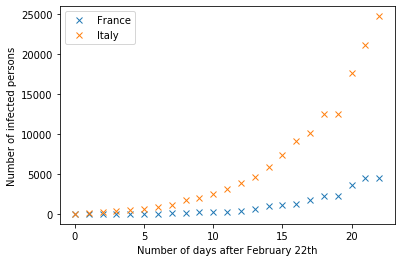 France
Italy
25000
20000
15000
10000
5000
0
Number of infected persons
0 5 10 15 20
Number of days after February 22th